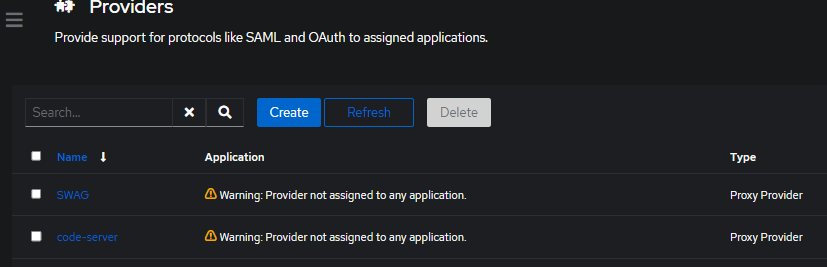 Providers
Provide support for protocols like SAML and OAuth to assigned applications.
Search... Create Refresh Delete
Name Application Type
SWAG Warning: Provider not assigned to any application. Proxy Provider
code-server Warning: Provider not assigned to any application. Proxy Provider